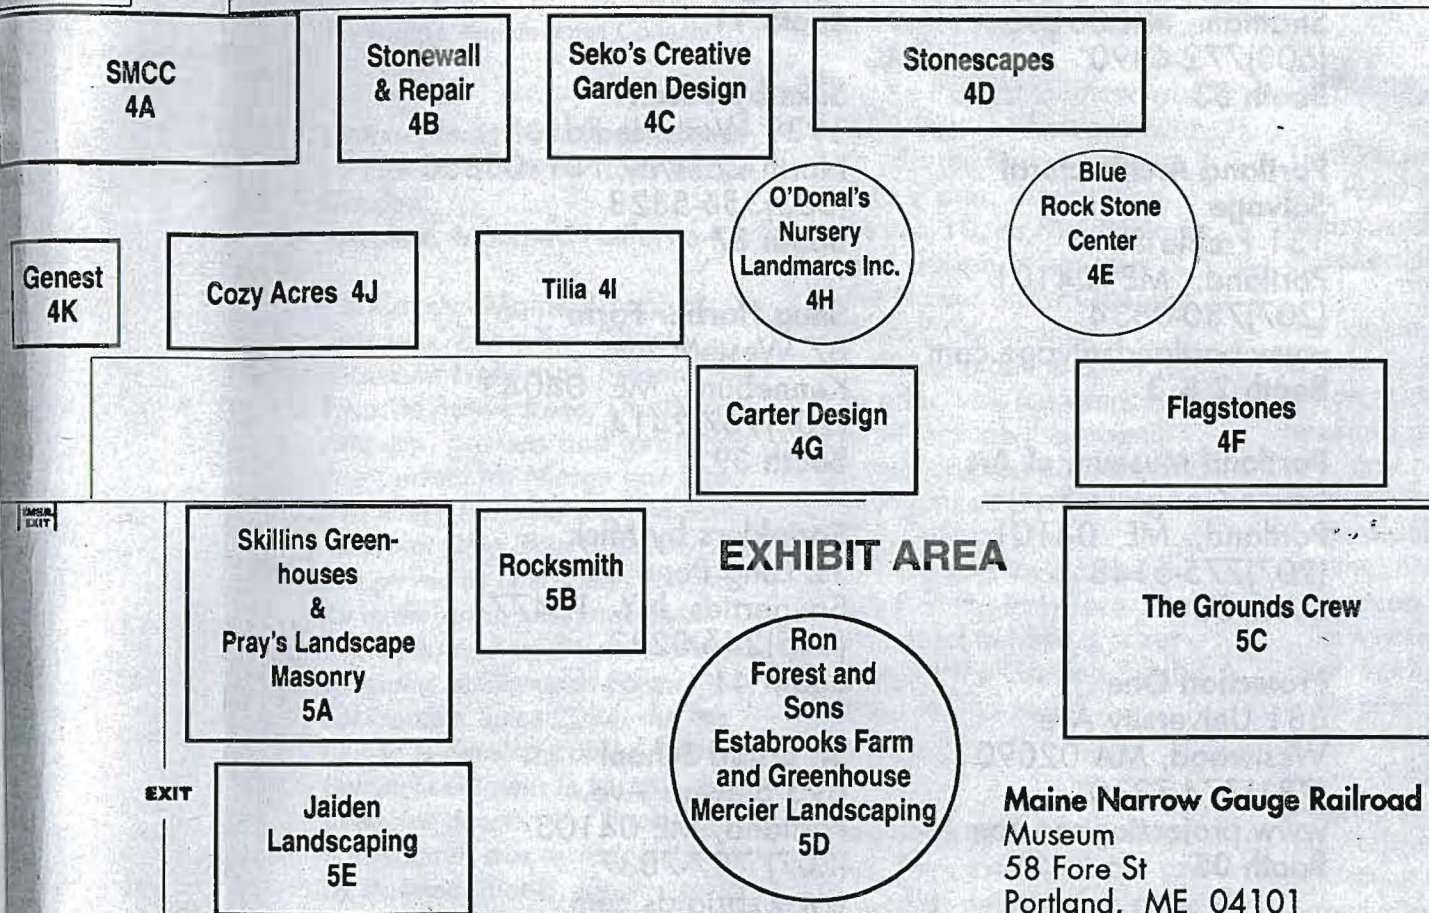 SMCC
4A
Stonewall
& Repair
4B
Seko's Creative
Garden Design
4C
Stonescapes
4D
O'Donal's
Nursery
Landmarcs Inc.
4H
Blue
Rock Stone
Center
4E
Genest
4K
Cozy Acres 4J
Tilia 4I
Carter Design
4G
Flagstones
4F
EXIT
Skillins Green-
houses
&
Pray's Landscape
Masonry
5A
Rocksmith
5B
EXHIBIT AREA
The Grounds Crew
5C
Ron
Forest and
Sons
Estabrooks Farm
and Greenhouse
Mercier Landscaping
5D
EXIT
Jaiden
Landscaping
5E
Maine Narrow Gauge Railroad
Museum
58 Fore St
Portland, ME 04101